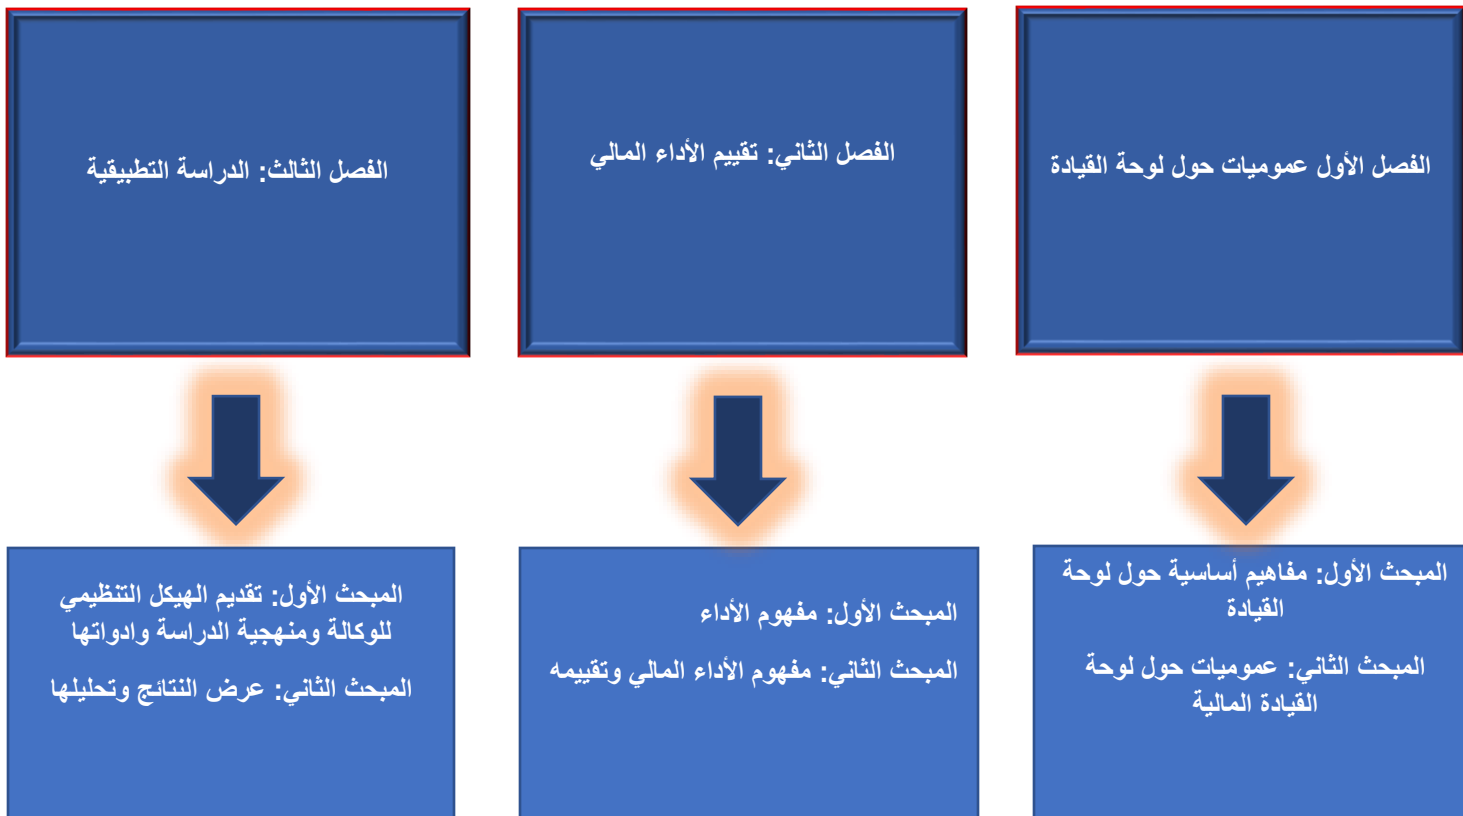 الفصل الأول عموميات حول لوحة القيادة
الفصل الثاني: تقييم الأداء المالي
الفصل الثالث: الدراسة التطبيقية
المبحث الأول: مفاهيم أساسية حول لوحة
القيادة
المبحث الثاني: عموميات حول لوحة
القيادة المالية
المبحث الأول: مفهوم الأداء
المبحث الثاني: مفهوم الأداء المالي وتقييمه
المبحث الأول: تقديم الهيكل التنظيمي
للوكالة ومنهجية الدراسة وادواتها
المبحث الثاني: عرض النتائج وتحليلها